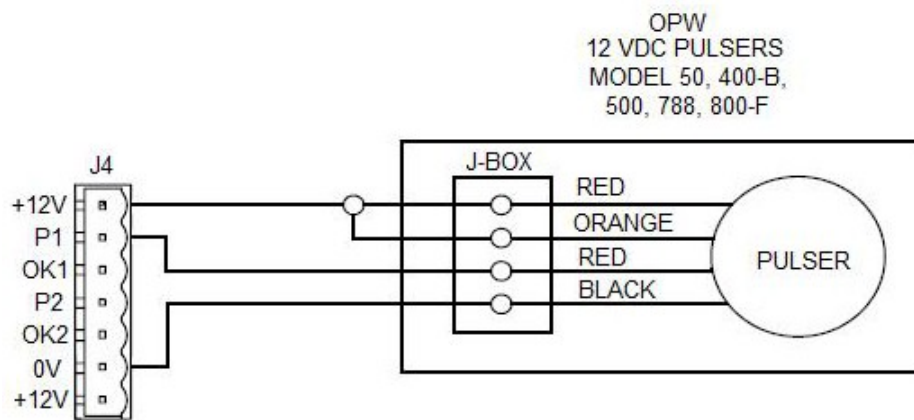 OPW
12 VDC PULSERS
MODEL 50, 400-B,
500, 788, 800-F
J4
J-BOX
+12V
P1
OK1
P2
OK2
0V
+12V
RED
ORANGE
RED
BLACK
PULSER